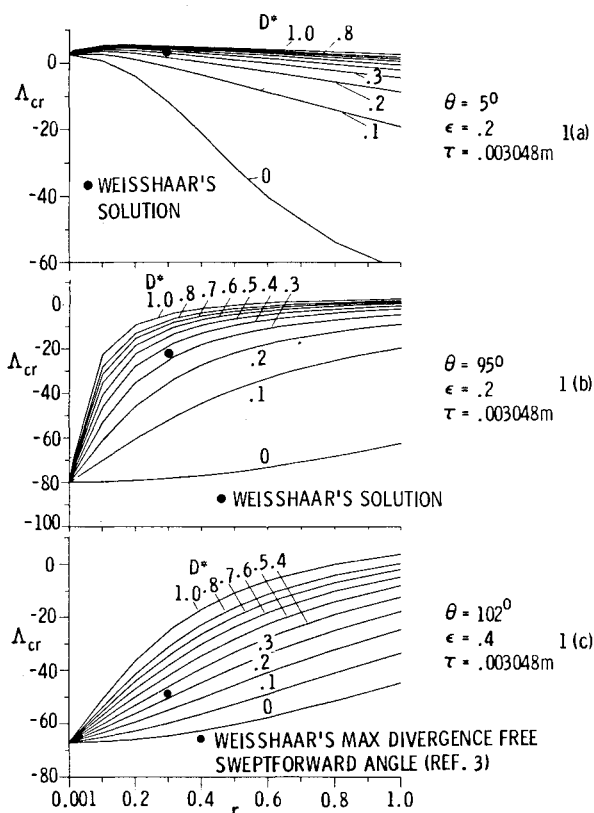 D*
1.0 .8
0
.3
Λcr
-20
.2
.1
θ = 5⁰
ϵ = .2
τ = .003048m
1(a)
0
-40
● WEISSHAAR'S
SOLUTION
-60
D*
1.0 .8 .7 .6 .5 .4 .3
0
-20
Λcr
-40
.2
.1
θ = 95⁰
ϵ = .2
τ = .003048m
1 (b)
-60
0
-80
● WEISSHAAR'S SOLUTION
-100
D*
1.0 .8 .7 .6 .5 .4
0
-20
.3
Λcr
.2
-40
.1
0
θ = 102⁰
ϵ = .4
τ = .003048m
1 (c)
-60
● WEISSHAAR'S MAX DIVERGENCE FREE
SWEPTFORWARD ANGLE (REF. 3)
-80
0.001 0.2 0.4 0.6 0.8 1.0
r